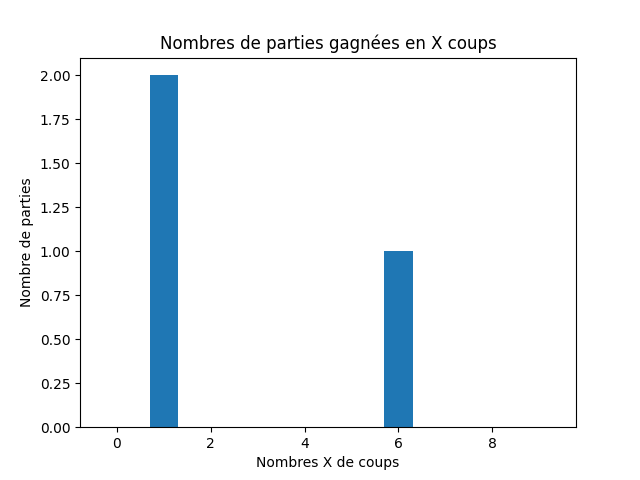 Nombres de parties gagnées en X coups
2.00
1.75
1.50
1.25
1.00
0.75
0.50
0.25
0.00
Nombre de parties
0 2 4 6 8
Nombres X de coups